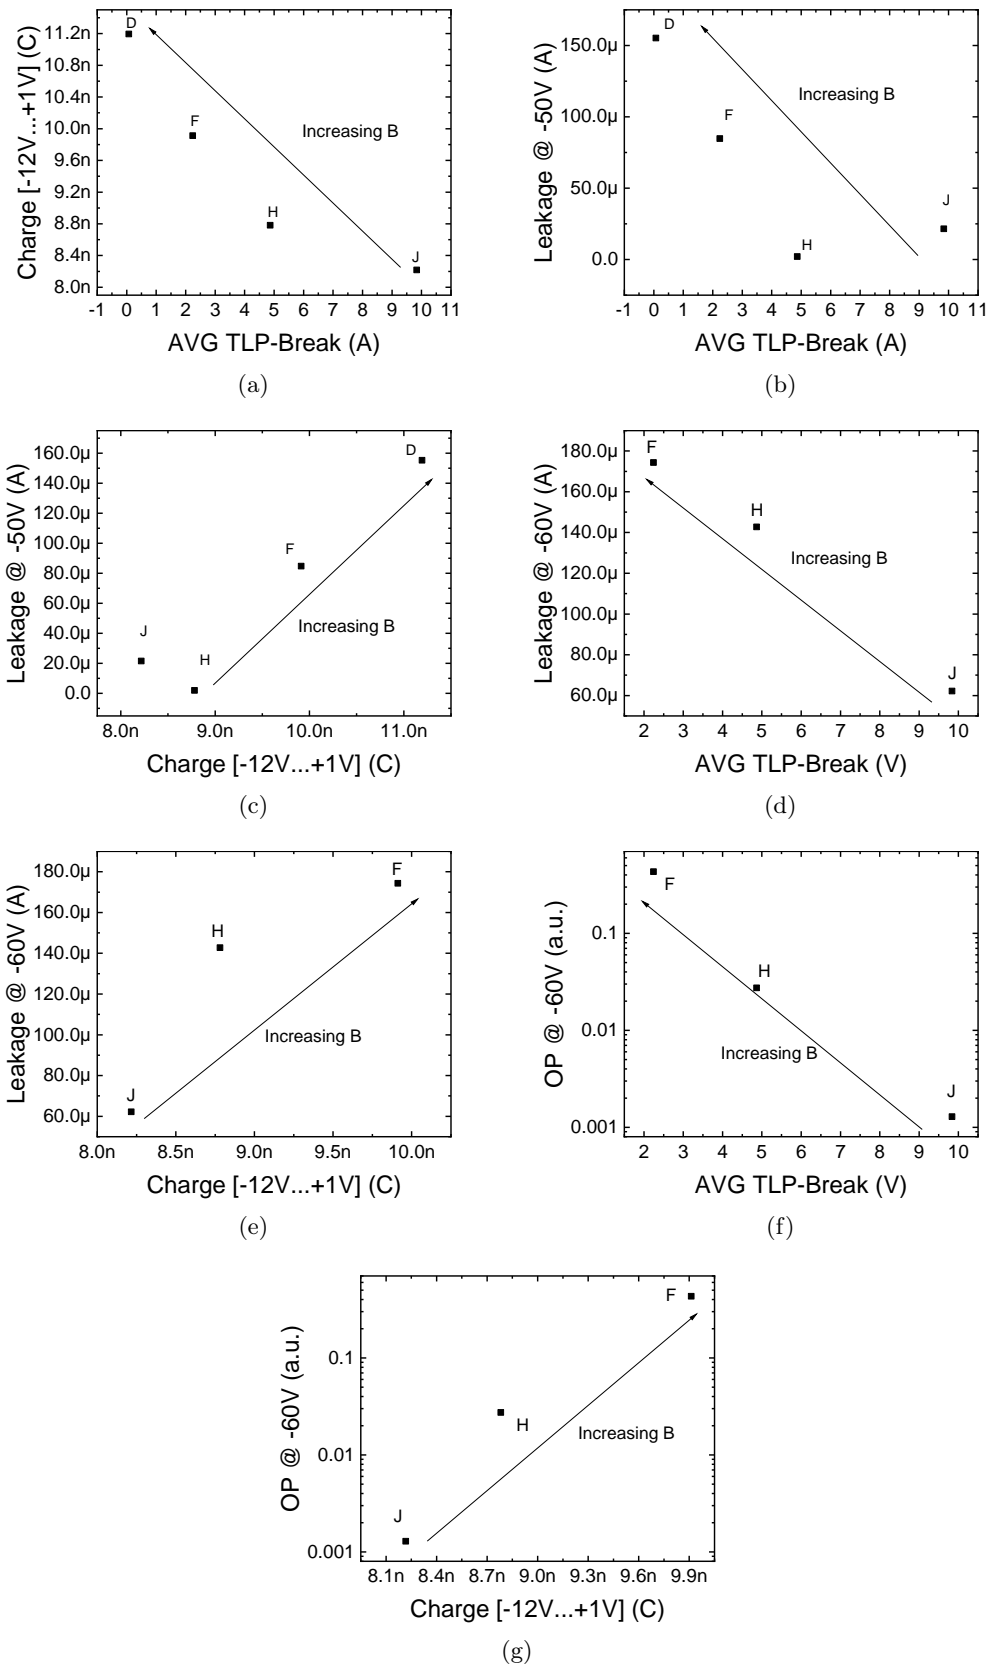 Charge [-12V...+1V] (C)
11.2n
10.8n
10.4n
10.0n
9.6n
9.2n
8.8n
8.4n
8.0n
D
F
H
J
Increasing B
-1 0 1 2 3 4 5 6 7 8 9 10 11
AVG TLP-Break (A)
(a)
Leakage @ -50V (A)
150.0µ
100.0µ
50.0µ
0.0
D
F
H
J
Increasing B
-1 0 1 2 3 4 5 6 7 8 9 10 11
AVG TLP-Break (A)
(b)
Leakage @ -50V (A)
160.0µ
140.0µ
120.0µ
100.0µ
80.0µ
60.0µ
40.0µ
20.0µ
0.0
D
F
J
H
Increasing B
8.0n 9.0n 10.0n 11.0n
Charge [-12V...+1V] (C)
(c)
Leakage @ -60V (A)
180.0µ
160.0µ
140.0µ
120.0µ
100.0µ
80.0µ
60.0µ
F
H
Increasing B
J
2 3 4 5 6 7 8 9 10
AVG TLP-Break (V)
(d)
Leakage @ -60V (A)
180.0µ
160.0µ
140.0µ
120.0µ
100.0µ
80.0µ
60.0µ
F
H
Increasing B
J
8.0n 8.5n 9.0n 9.5n 10.0n
Charge [-12V...+1V] (C)
(e)
OP @ -60V (a.u.)
0.1
0.01
0.001
F
H
Increasing B
J
2 3 4 5 6 7 8 9 10
AVG TLP-Break (V)
(f)
OP @ -60V (a.u.)
0.1
0.01
0.001
F
H
Increasing B
J
8.1n 8.4n 8.7n 9.0n 9.3n 9.6n 9.9n
Charge [-12V...+1V] (C)
(g)